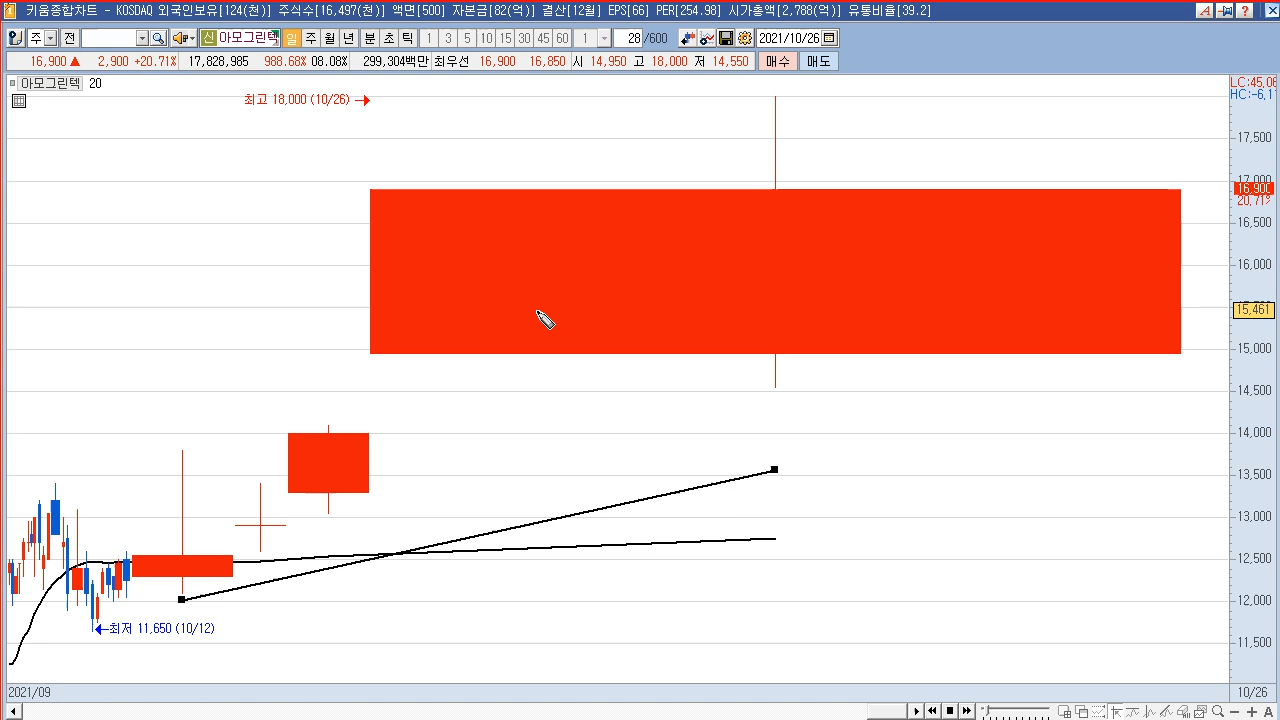 키움종합차트 - KOSDAQ 외국인보유[124(천)] 주식수[16,497(천)] 액면[500] 자본금[82(억)] 결산[12월] EPS[66] PER[254.98] 시가총액[2,788(억)] 유통비율[39.2]
주 전 신 아모그린텍 일 주 월 년 분 초 틱 1 3 5 10 15 30 45 60 1 28 /600 2021/10/26
16,900 ▲ 2,900 +20.71% 17,828,985 988.68% 08.08% 299,304백만 최우선 16,900 16,850 시 14,950 고 18,000 저 14,550 매수 매도
아모그린텍 20
LC:45,06
HC:-6,1
최고 18,000 (10/26) →
17,500
17,000
16,900
20,71%
16,500
16,000
15,461
15,000
14,500
14,000
13,500
13,000
12,500
12,000
←최저 11,650 (10/12)
11,500
2021/09 10/26
A